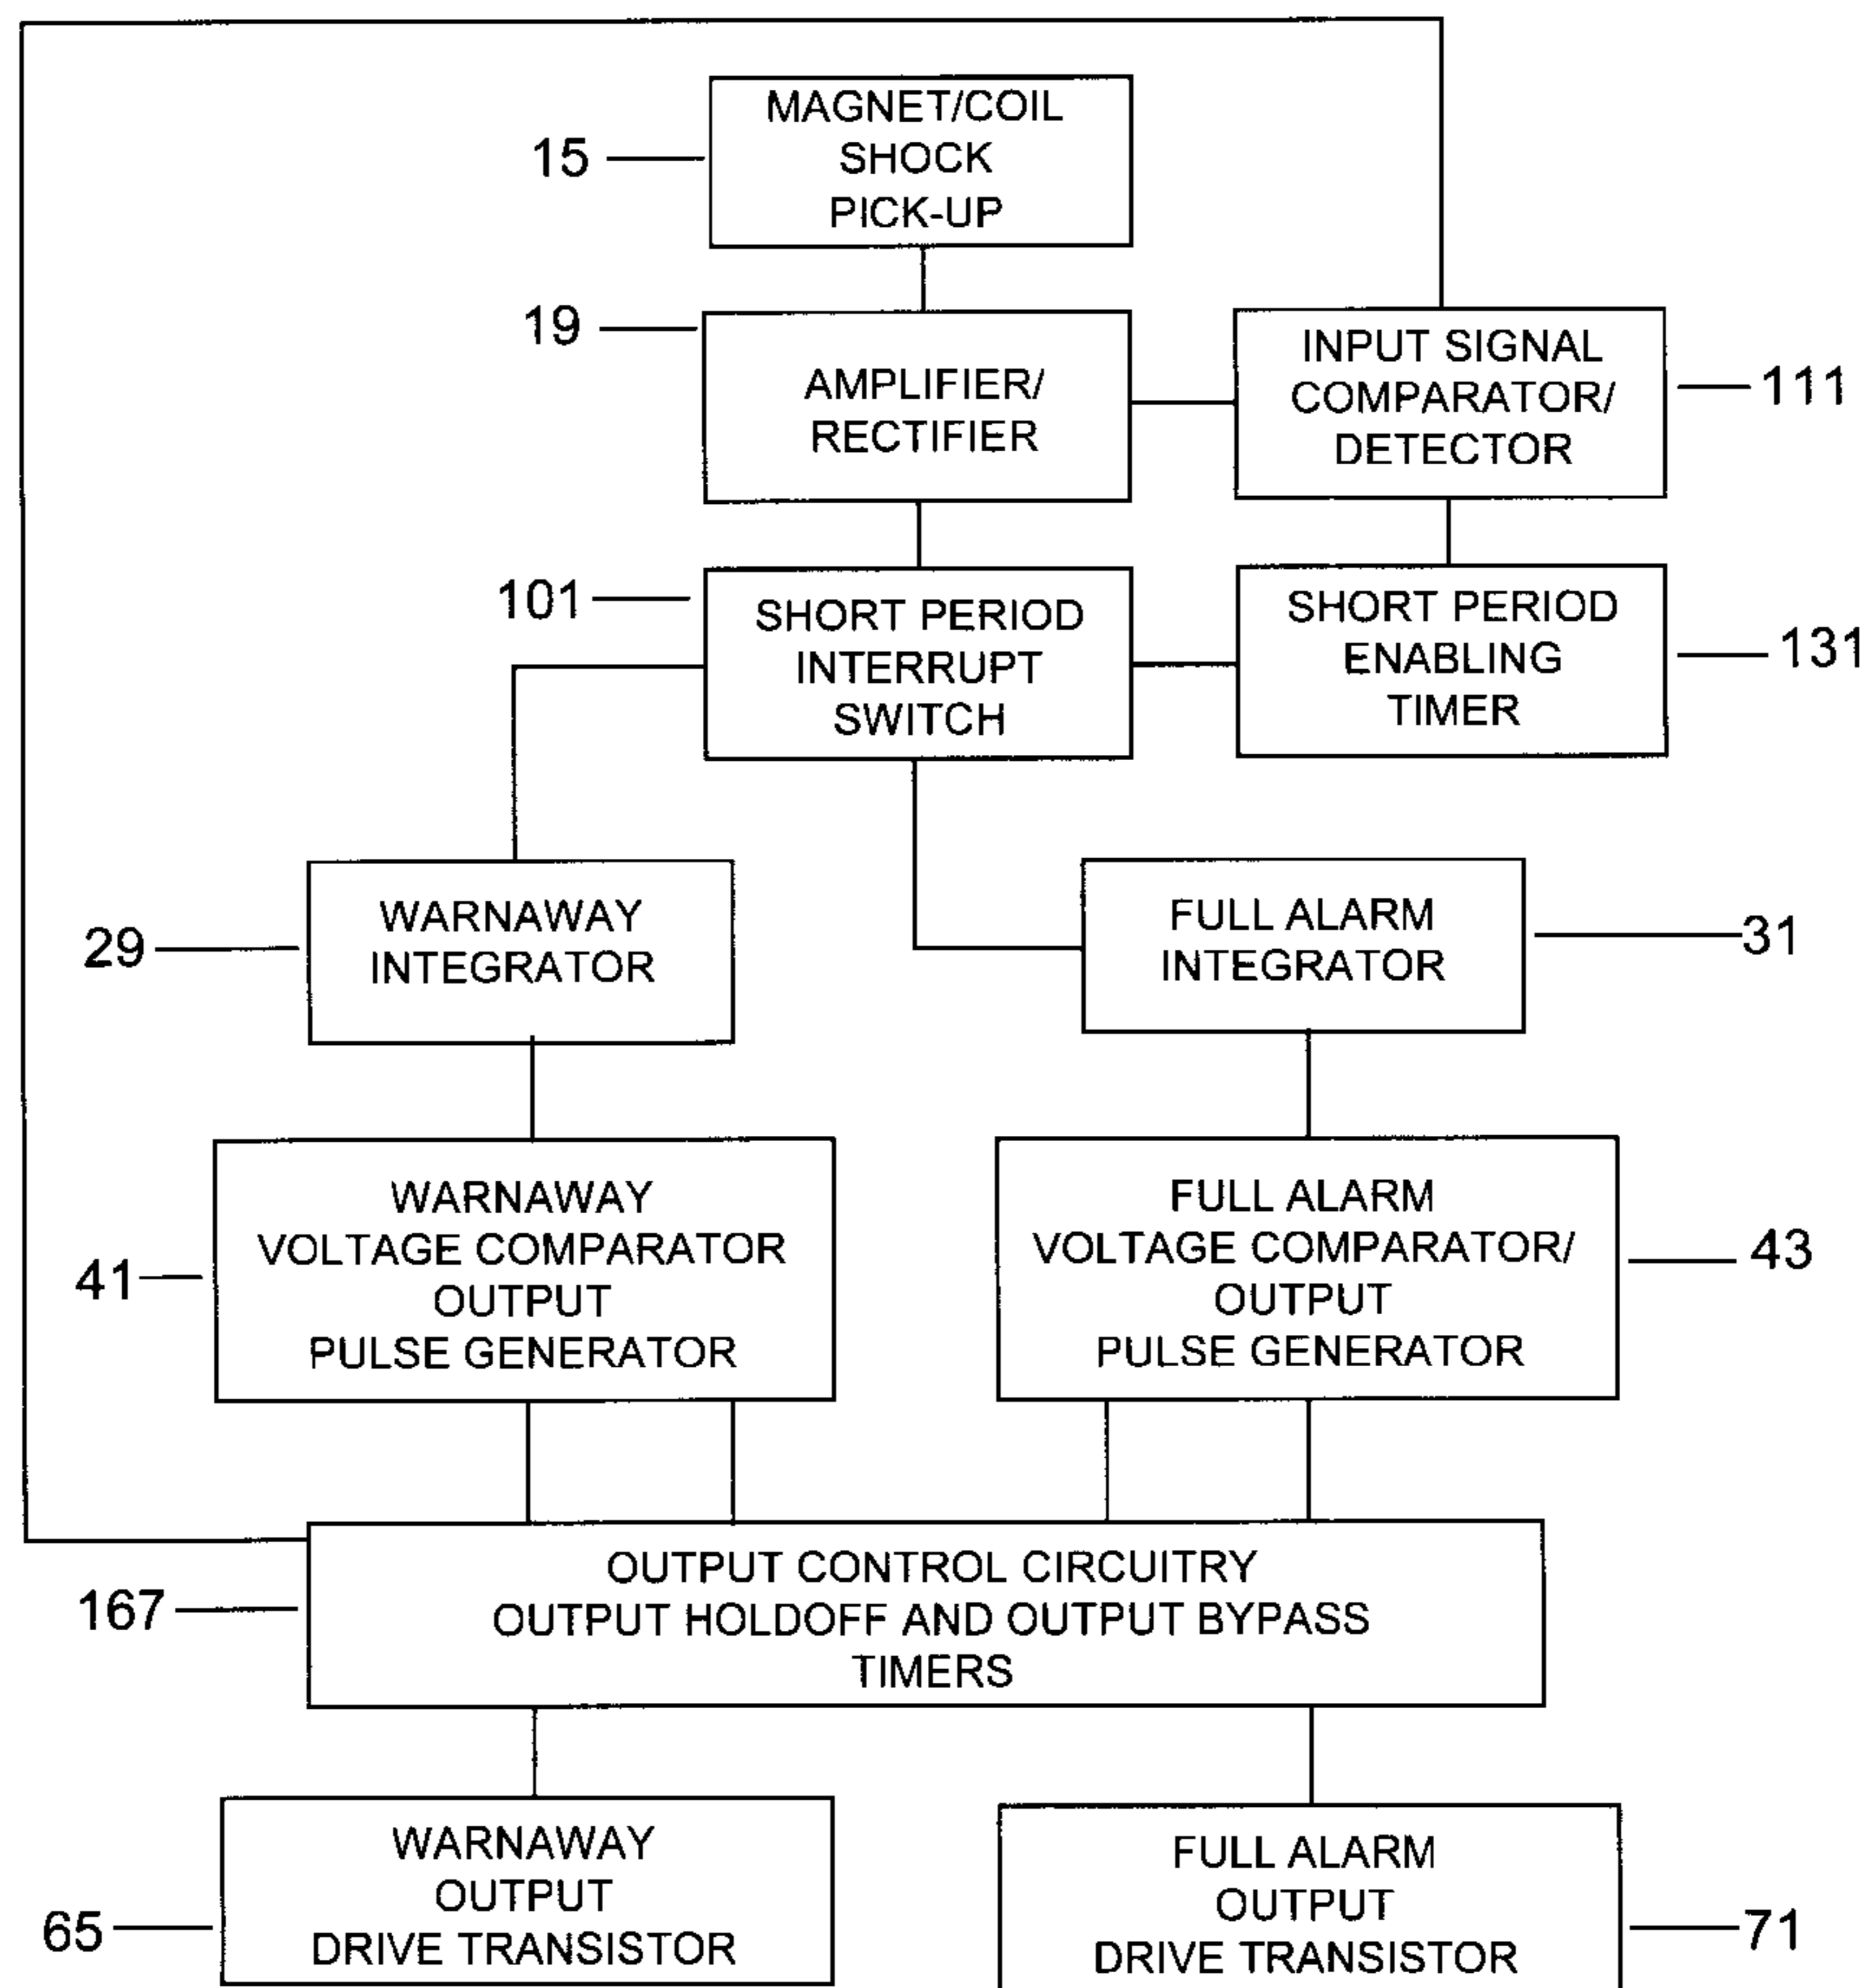 MAGNET/COIL
SHOCK
PICK-UP
15
19
AMPLIFIER/
RECTIFIER
INPUT SIGNAL
COMPARATOR/
DETECTOR
111
101
SHORT PERIOD
INTERRUPT
SWITCH
SHORT PERIOD
ENABLING
TIMER
131
29
WARNAWAY
INTEGRATOR
FULL ALARM
INTEGRATOR
31
41
WARNAWAY
VOLTAGE COMPARATOR
OUTPUT
PULSE GENERATOR
FULL ALARM
VOLTAGE COMPARATOR/
OUTPUT
PULSE GENERATOR
43
167
OUTPUT CONTROL CIRCUITRY
OUTPUT HOLDOFF AND OUTPUT BYPASS
TIMERS
65
WARNAWAY
OUTPUT
DRIVE TRANSISTOR
FULL ALARM
OUTPUT
DRIVE TRANSISTOR
71